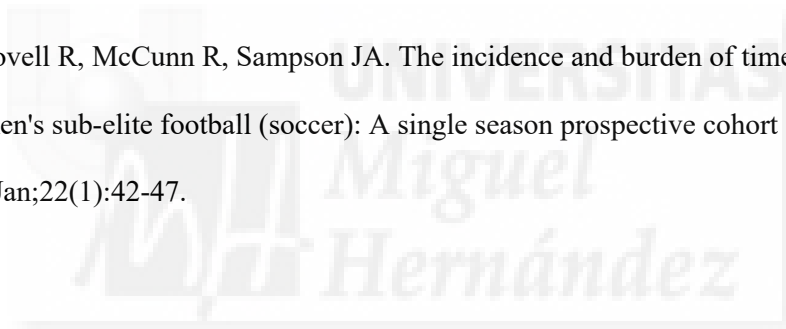 ovell R, McCunn R, Sampson JA. The incidence and burden of time
en's sub-elite football (soccer): A single season prospective cohort
Jan;22(1):42-47.
UNIVERSITAS
Miguel
Hernández